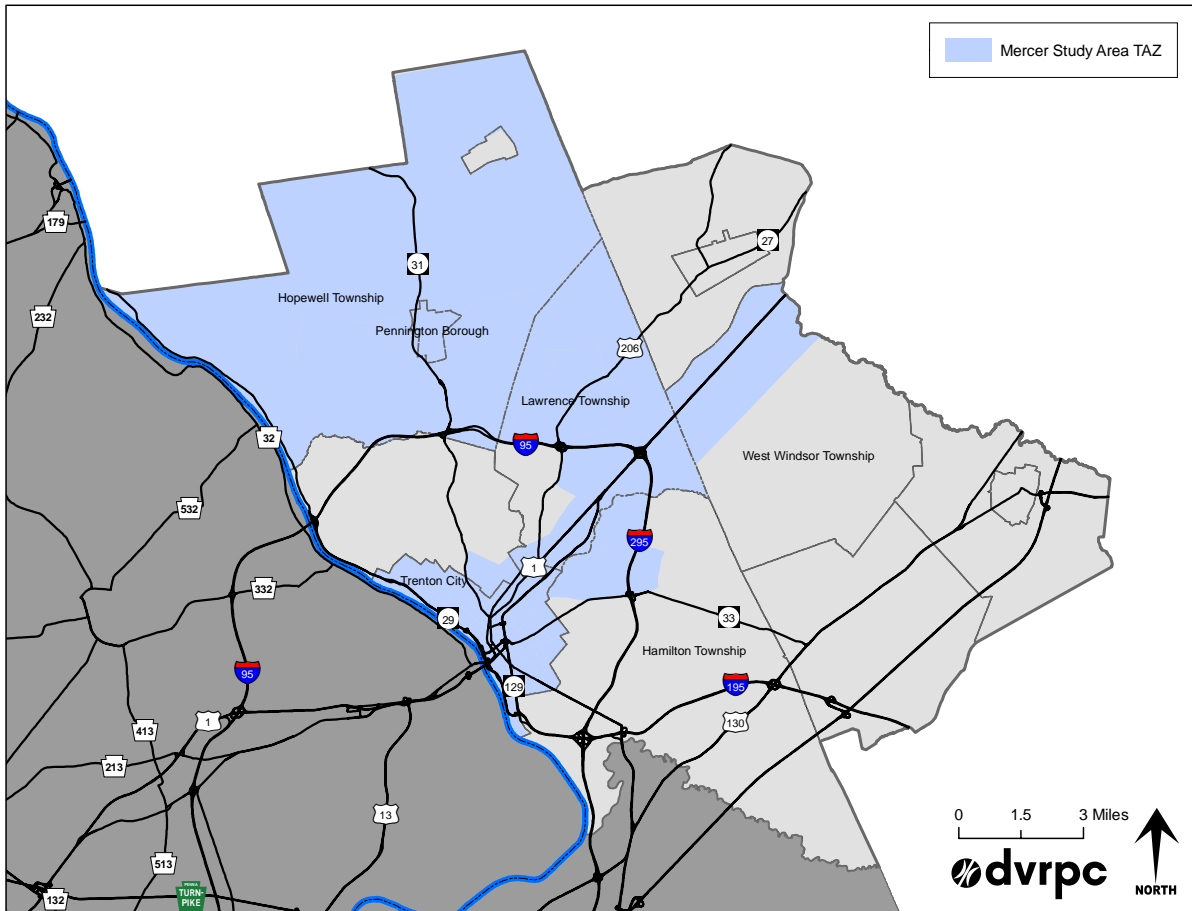 Mercer Study Area TAZ
179
27
31
Hopewell Township
232
Pennington Borough
206
Lawrence Township
32
95
West Windsor Township
532
295
1
Trenton City
332
29
33
Hamilton Township
95
129
195
1
130
413
213
13
0 1.5 3 Miles
513
dvrpc
PENNA
TURN-
PIKE
132
NORTH